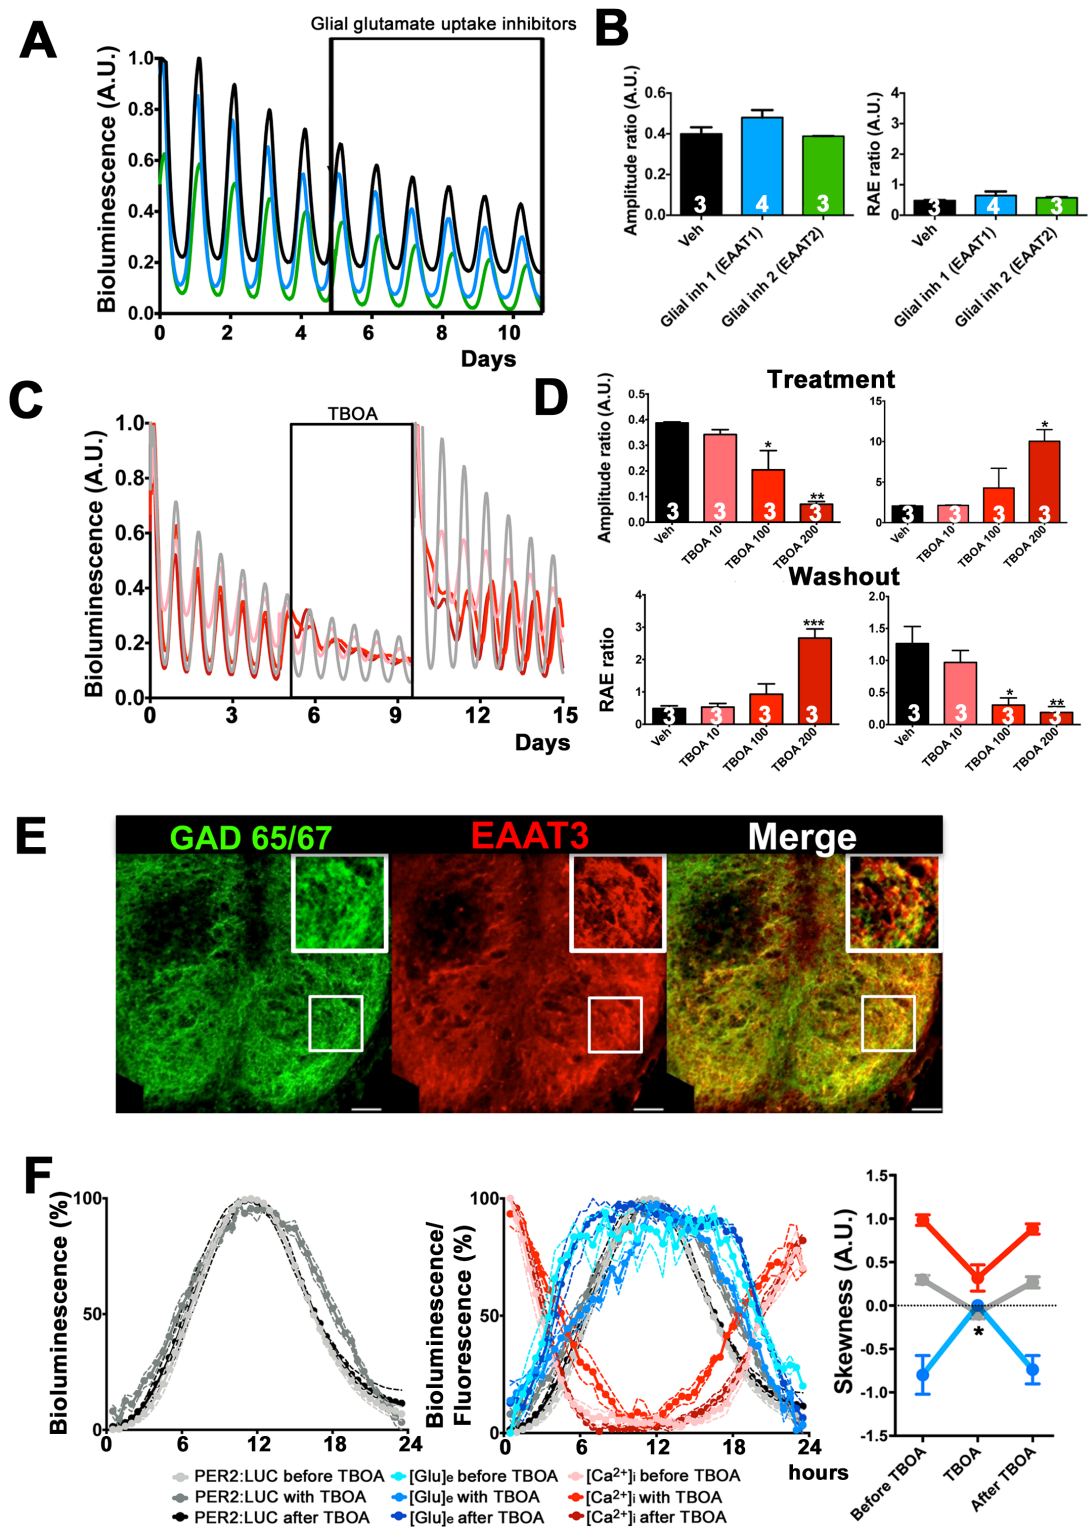 A
Glial glutamate uptake inhibitors
Bioluminescence (A.U.)
1.0
0.8
0.6
0.4
0.2
0.0
0 2 4 6 8 10
Days
B
Amplitude ratio (A.U.)
0.6
0.4
0.2
0.0
3 4 3
Veh
Glial inh 1 (EAAT1)
Glial inh 2 (EAAT2)
RAE ratio (A.U.)
4
3
2
1
0
3 4 3
Veh
Glial inh 1 (EAAT1)
Glial inh 2 (EAAT2)
C
TBOA
Bioluminescence (A.U.)
1.0
0.8
0.6
0.4
0.2
0.0
0 3 6 9 12 15
Days
D
Treatment
Amplitude ratio (A.U.)
0.5
0.4
0.3
0.2
0.1
0.0
* **
3 3 3 3
Veh TBOA 10 TBOA 100 TBOA 200
15
10
5
0
*
3 3 3 3
Veh TBOA 10 TBOA 100 TBOA 200
Washout
RAE ratio
4
3
2
1
0
***
3 3 3 3
Veh TBOA 10 TBOA 100 TBOA 200
2.0
1.5
1.0
0.5
0.0
* **
3 3 3 3
Veh TBOA 10 TBOA 100 TBOA 200
E
GAD 65/67 EAAT3 Merge
F
Bioluminescence (%)
100
50
0
0 6 12 18 24
Bioluminescence/
Fluorescence (%)
100
50
0
0 6 12 18 24
hours
Skewness (A.U.)
1.5
1.0
0.5
0.0
-0.5
-1.0
-1.5
*
Before TBOA
TBOA
After TBOA
PER2:LUC before TBOA [Glu]e before TBOA [Ca2+]i before TBOA
PER2:LUC with TBOA [Glu]e with TBOA [Ca2+]i with TBOA
PER2:LUC after TBOA [Glu]e after TBOA [Ca2+]i after TBOA